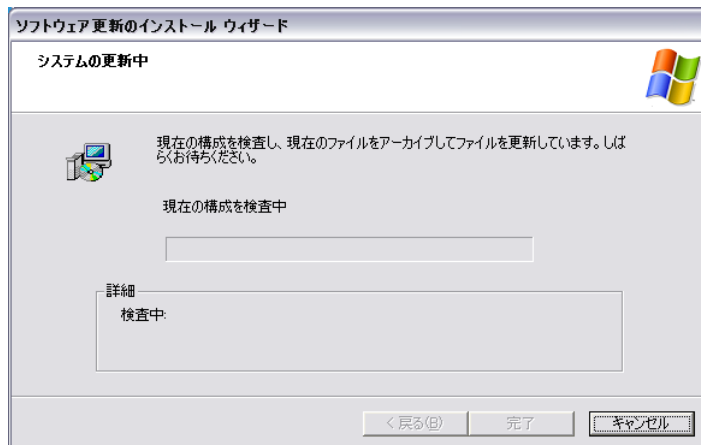 ソフトウェア更新のインストール ウィザード
システムの更新中
現在の構成を検査し、現在のファイルをアーカイブしてファイルを更新しています。しば
らくお待ちください。
現在の構成を検査中
詳細
検査中:
< 戻る(B)
完了
キャンセル